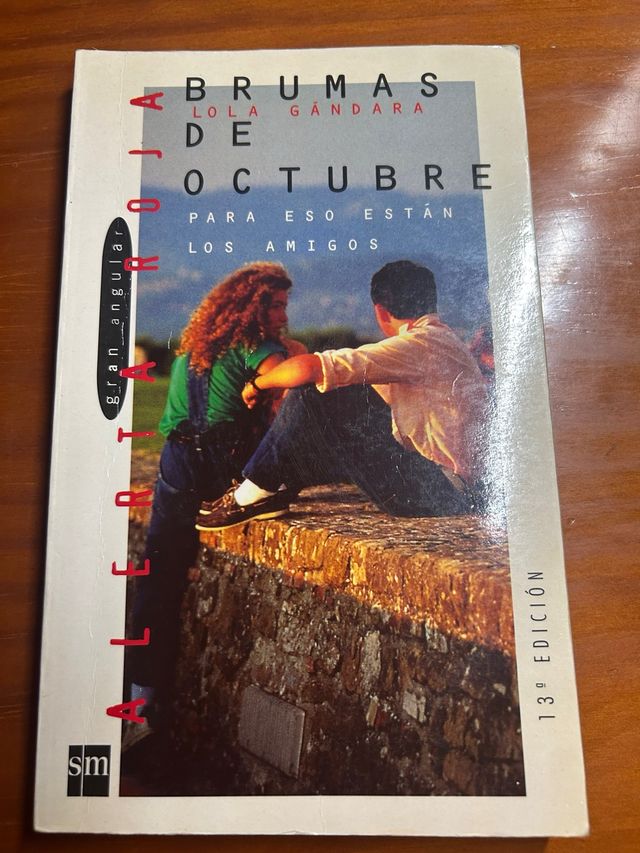 BRUMAS
LOLA GÁNDARA
DE
OCTUBRE
PARA ESO ESTÁN
LOS AMIGOS
gran angular
ALERTA ROJA
13ª EDICIÓN
sm